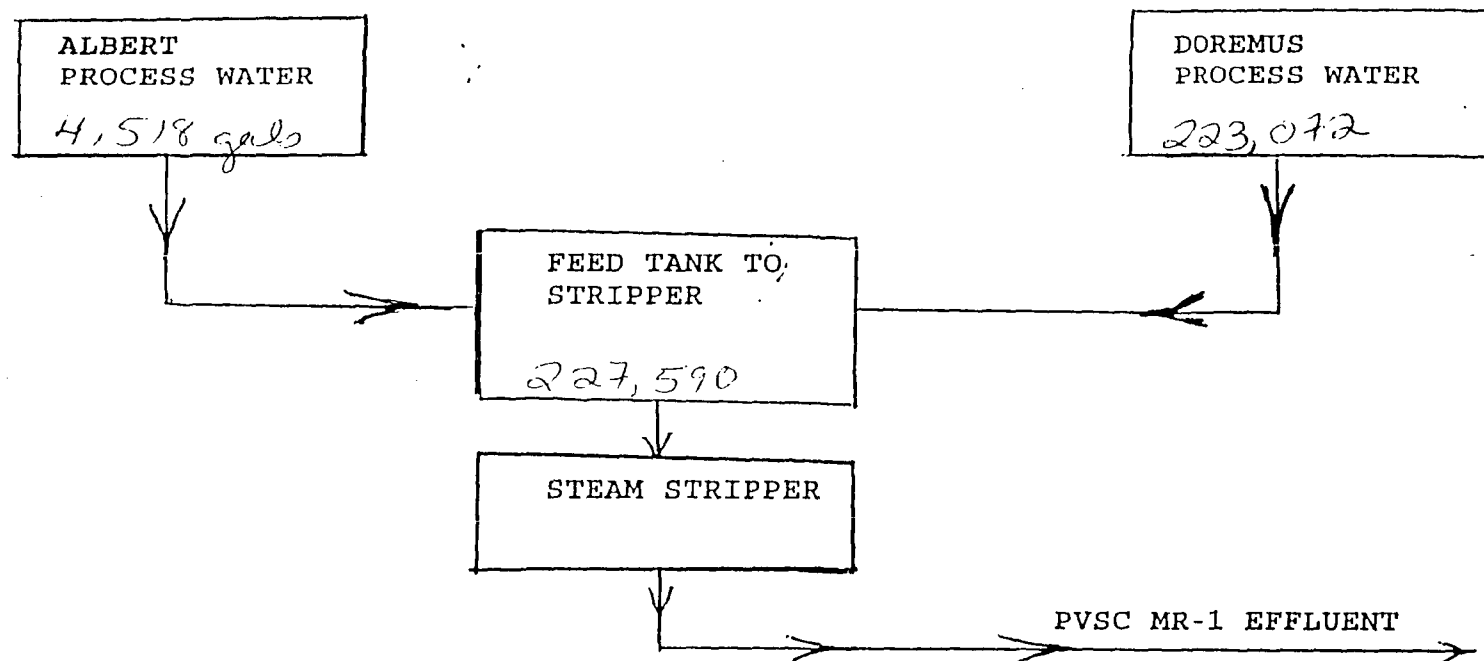 ALBERT
PROCESS WATER
4,518 gals
DOREMUS
PROCESS WATER
223,072
FEED TANK TO
STRIPPER
227,590
STEAM STRIPPER
PVSC MR-1 EFFLUENT